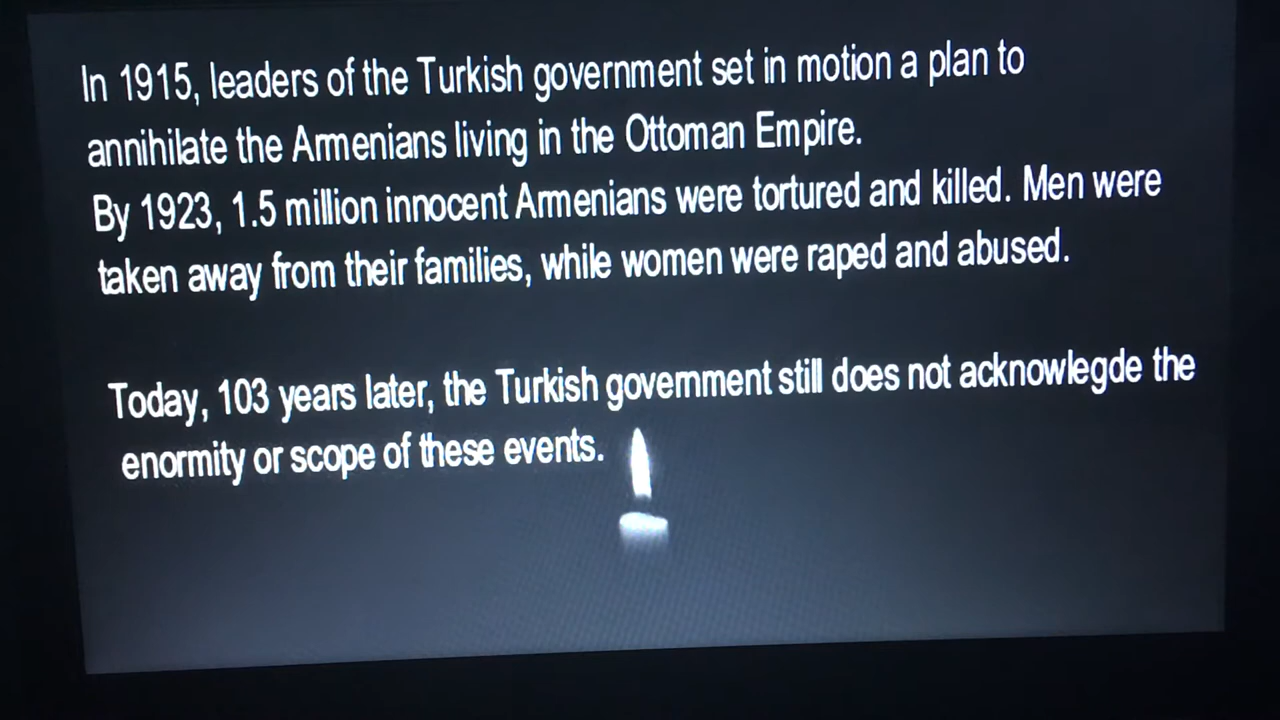 In 1915, leaders of the Turkish government set in motion a plan to
annihilate the Armenians living in the Ottoman Empire.
By 1923, 1.5 million innocent Armenians were tortured and killed. Men were
taken away from their families, while women were raped and abused.
Today, 103 years later, the Turkish government still does not acknowlegde the
enormity or scope of these events.